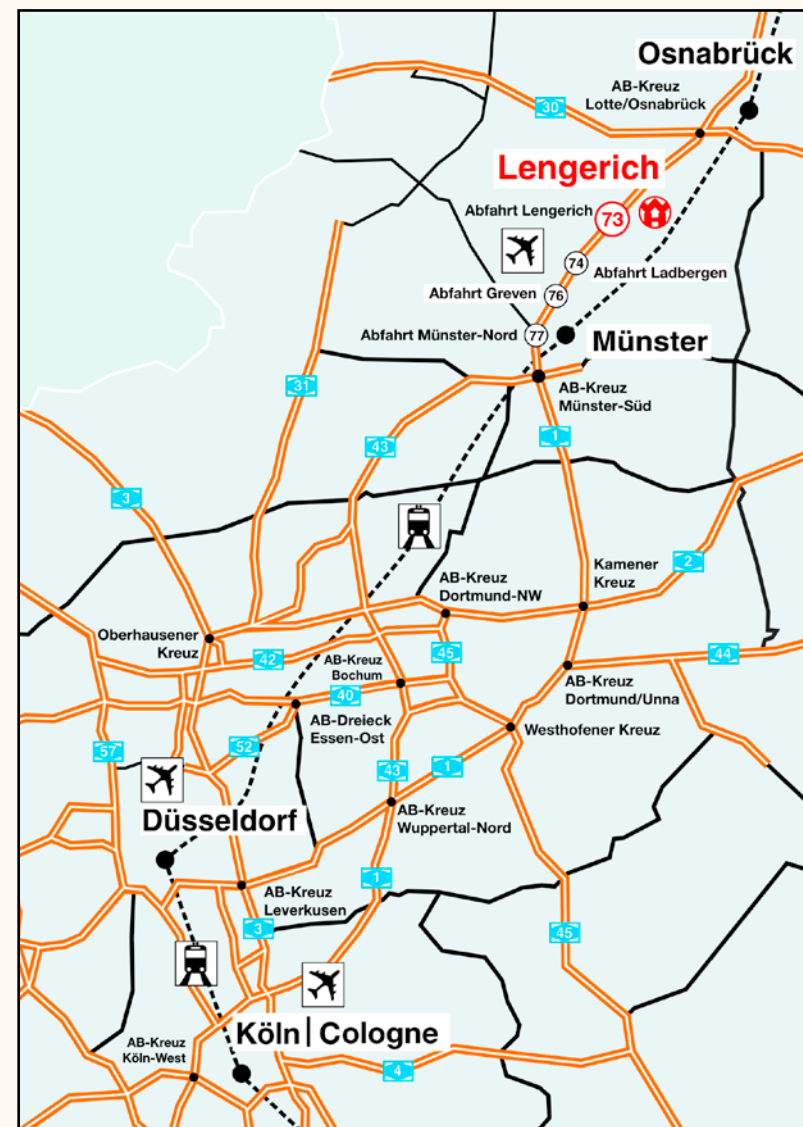 Osnabrück
AB-Kreuz
Lotte/Osnabrück
30
Lengerich
Abfahrt Lengerich
73
74
Abfahrt Ladbergen
Abfahrt Greven
76
Abfahrt Münster-Nord
77
Münster
AB-Kreuz
Münster-Süd
31
43
1
3
2
AB-Kreuz
Dortmund-NW
Kamener
Kreuz
Oberhausener
Kreuz
42
45
44
AB-Kreuz
Bochum
40
AB-Kreuz
Dortmund/Unna
AB-Dreieck
Essen-Ost
Westhofener Kreuz
57
52
43
1
Düsseldorf
AB-Kreuz
Wuppertal-Nord
1
AB-Kreuz
Leverkusen
3
45
Köln|Cologne
AB-Kreuz
Köln-West
4